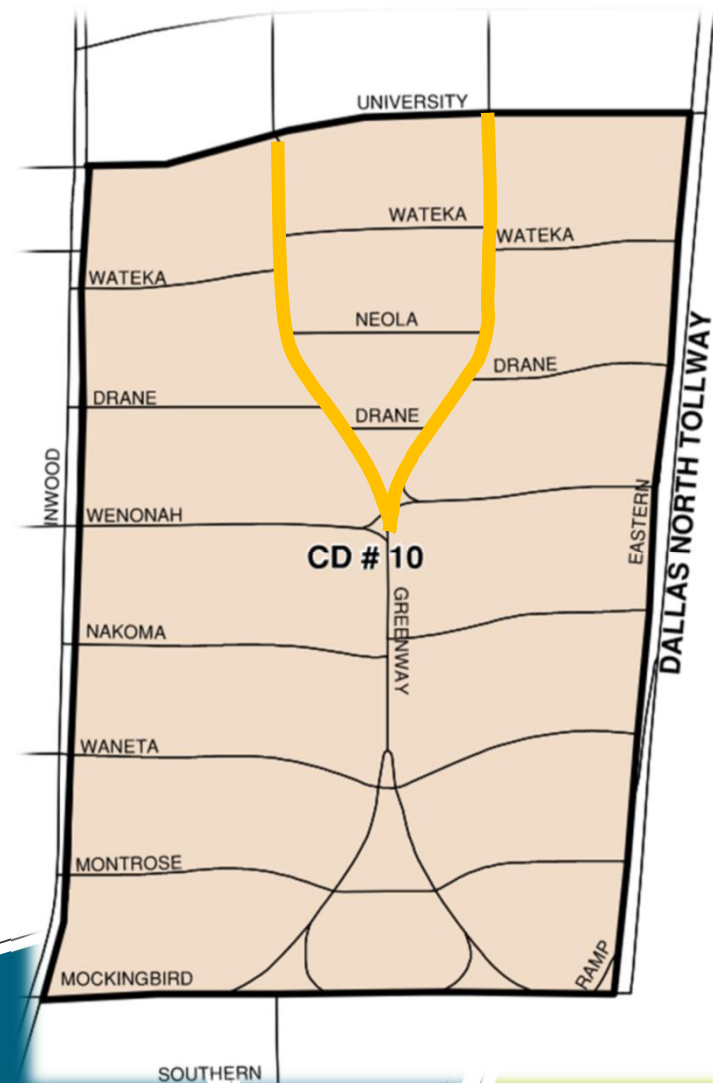 UNIVERSITY
WATEKA
WATEKA
WATEKA
NEOLA
DRANE
DRANE
DRANE
INWOOD
WENONAH
EASTERN
DALLAS NORTH TOLLWAY
CD # 10
GREENWAY
NAKOMA
WANETA
MONTROSE
RAMP
MOCKINGBIRD
SOUTHERN